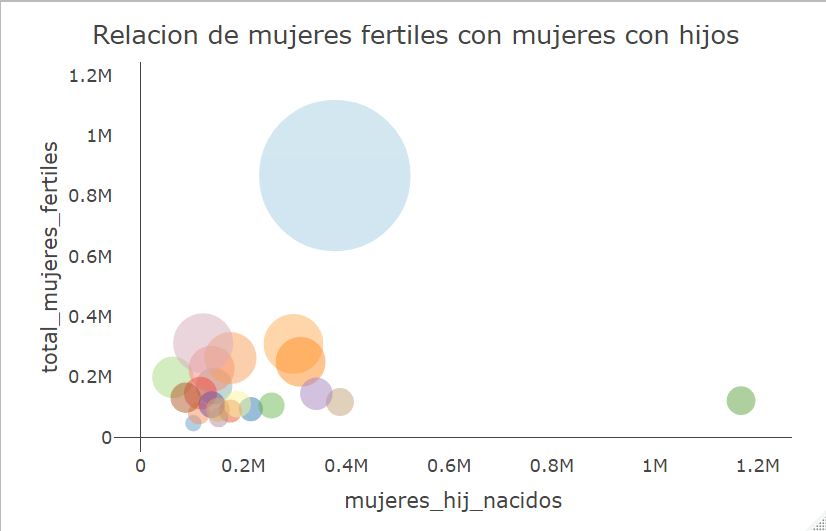 Relacion de mujeres fertiles con mujeres con hijos
1.2M
1M
0.8M
0.6M
0.4M
0.2M
0
total_mujeres_fertiles
0
0.2M
0.4M
0.6M
0.8M
1M
1.2M
mujeres_hij_nacidos